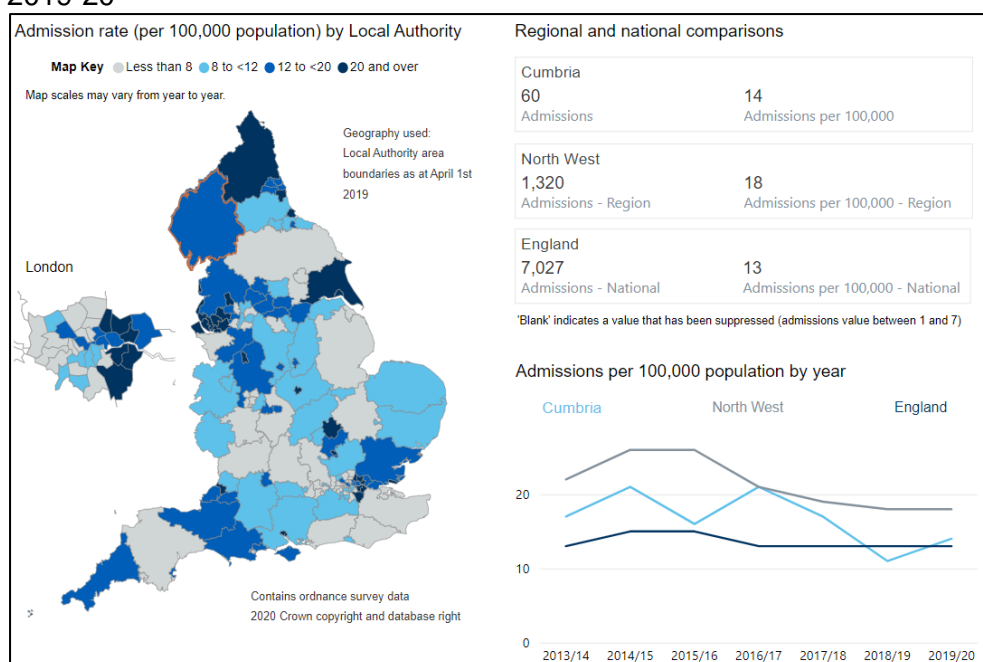 2019-20
Admission rate (per 100,000 population) by Local Authority
Map Key Less than 8 8 to <12 12 to <20 20 and over
Map scales may vary from year to year.
Geography used:
Local Authority area
boundaries as at April 1st
2019
London
Contains ordnance survey data
2020 Crown copyright and database right
Regional and national comparisons
Cumbria
60 14
Admissions Admissions per 100,000
North West
1,320 18
Admissions - Region Admissions per 100,000 - Region
England
7,027 13
Admissions - National Admissions per 100,000 - National
'Blank' indicates a value that has been suppressed (admissions value between 1 and 7)
Admissions per 100,000 population by year
Cumbria North West England
20
10
0
2013/14 2014/15 2015/16 2016/17 2017/18 2018/19 2019/20